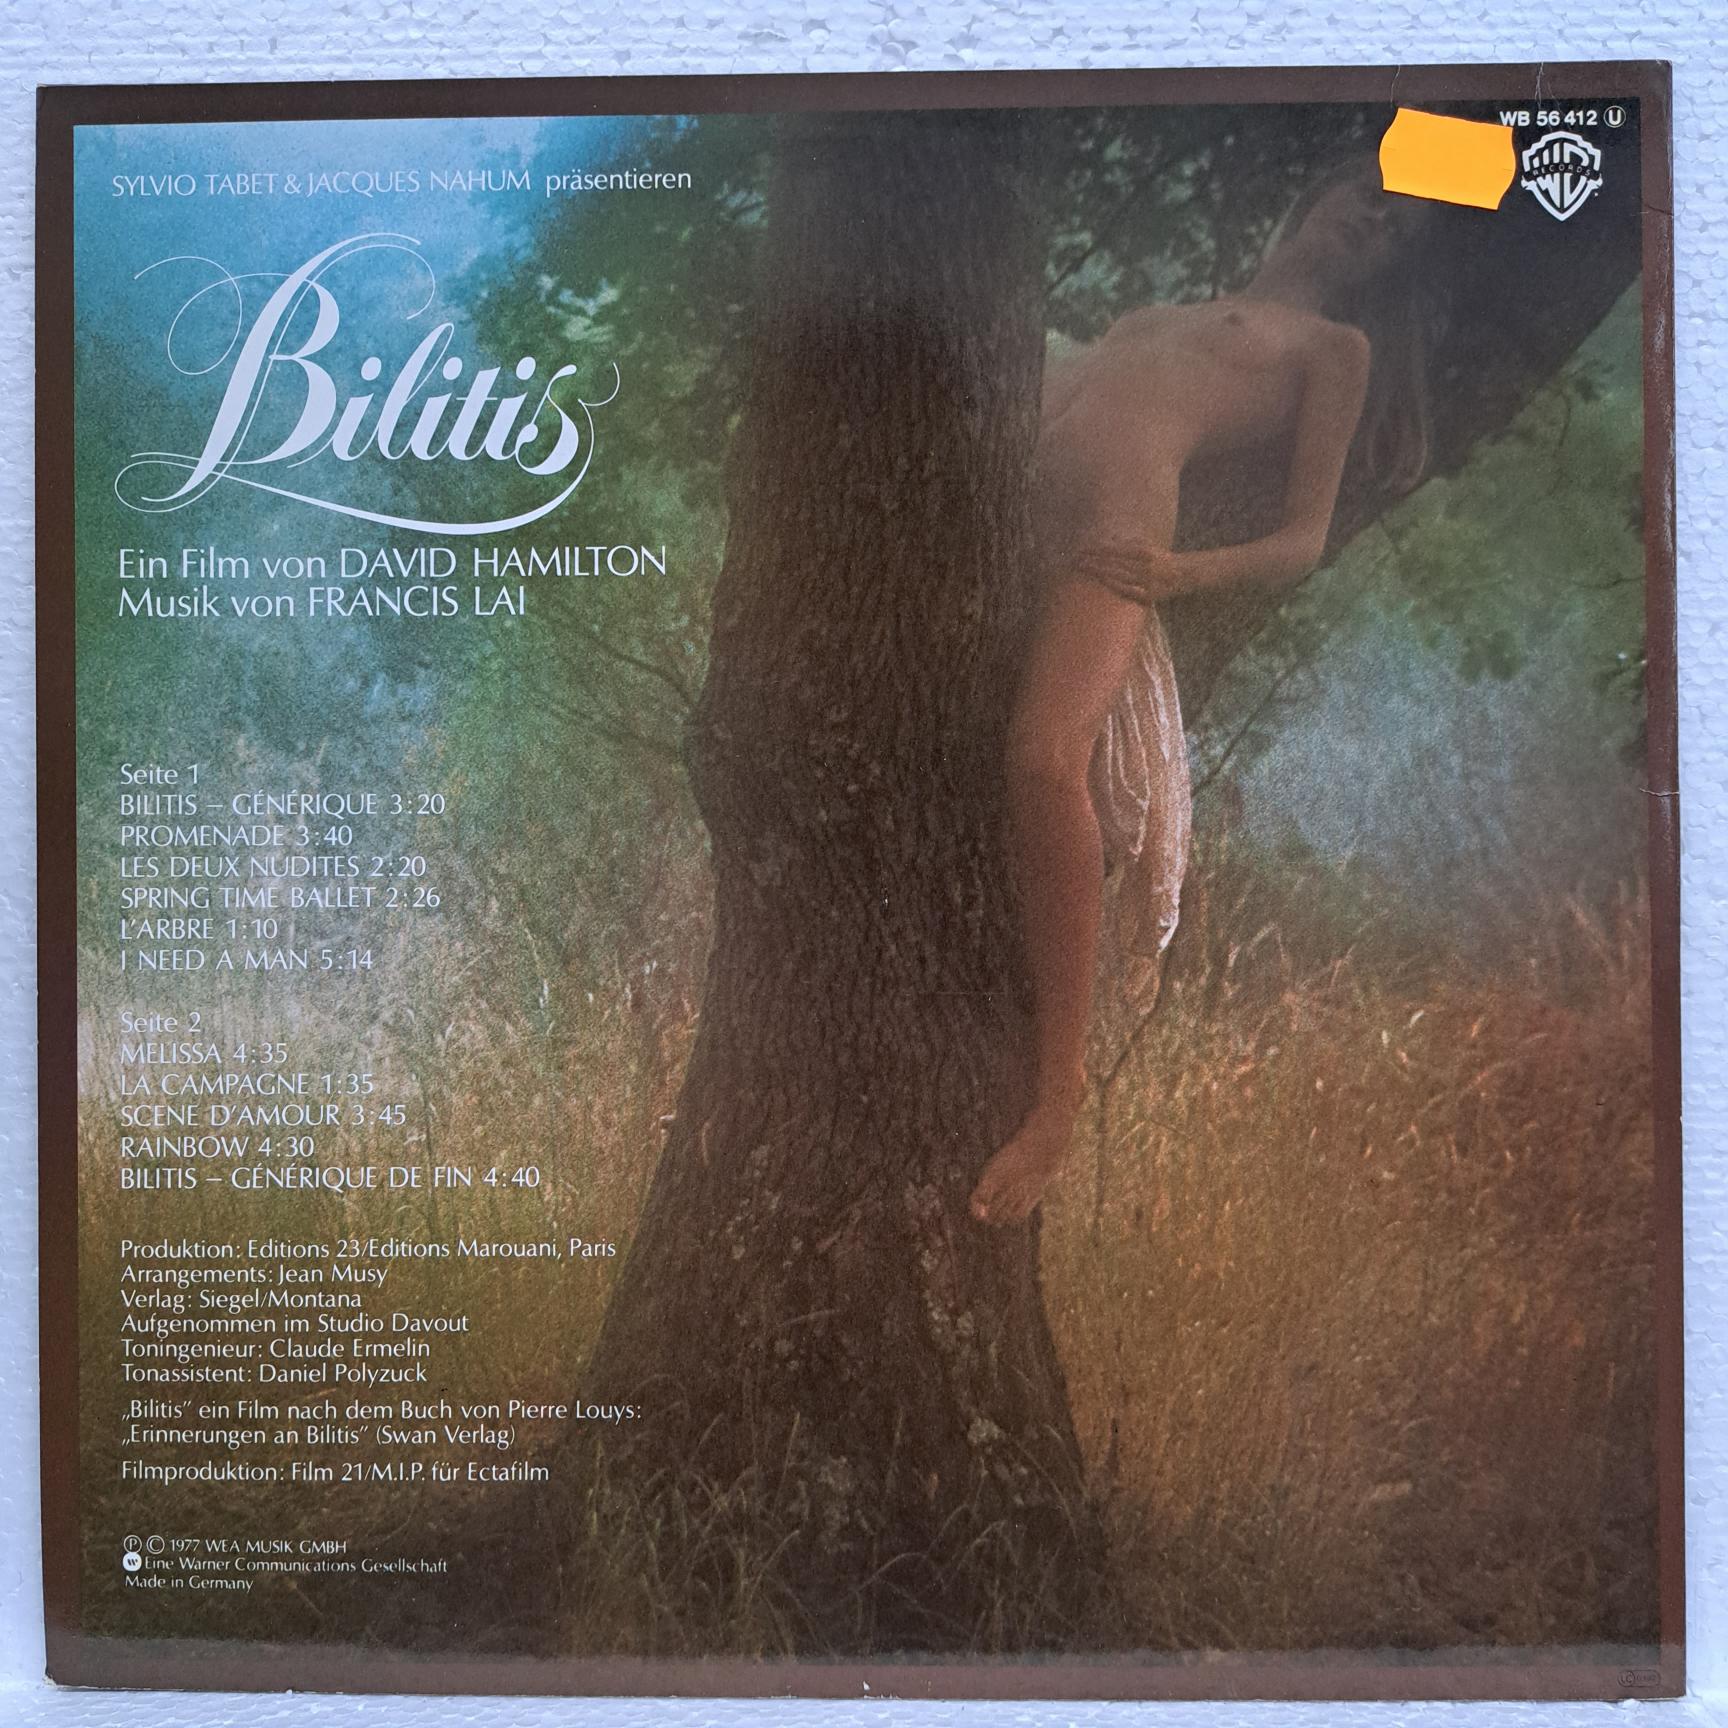 WB 56 412 U
RECORDS
SYLVIO TABET & JACQUES NAHUM präsentieren
Bilitis
Ein Film von DAVID HAMILTON
Musik von FRANCIS LAI
Seite 1
BILITIS – GÉNÉRIQUE 3:20
PROMENADE 3:40
LES DEUX NUDITES 2:20
SPRING TIME BALLET 2:26
L'ARBRE 1:10
I NEED A MAN 5:14
Seite 2
MELISSA 4:35
LA CAMPAGNE 1:35
SCENE D'AMOUR 3:45
RAINBOW 4:30
BILITIS – GÉNÉRIQUE DE FIN 4:40
Produktion: Editions 23/Editions Marouani, Paris
Arrangements: Jean Musy
Verlag: Siegel/Montana
Aufgenommen im Studio Davout
Toningenieur: Claude Ermelin
Tonassistent: Daniel Polyzuck
„Bilitis” ein Film nach dem Buch von Pierre Louys:
„Erinnerungen an Bilitis” (Swan Verlag)
Filmproduktion: Film 21/M.I.P. für Ectafilm
Ⓟ © 1977 WEA MUSIK GMBH
Eine Warner Communications Gesellschaft
Made in Germany